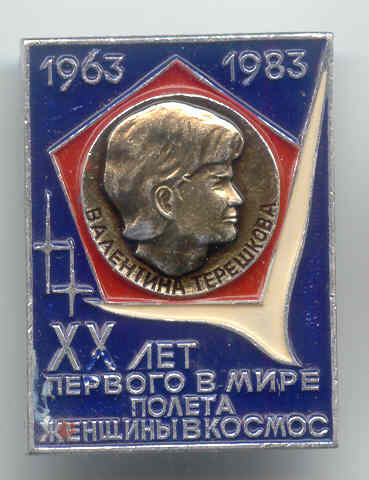 1963 1983
ВАЛЕНТИНА ТЕРЕШКОВА
XX ЛЕТ
ПЕРВОГО В МИРЕ
ПОЛЕТА
ЖЕНЩИНЫ В КОСМОС